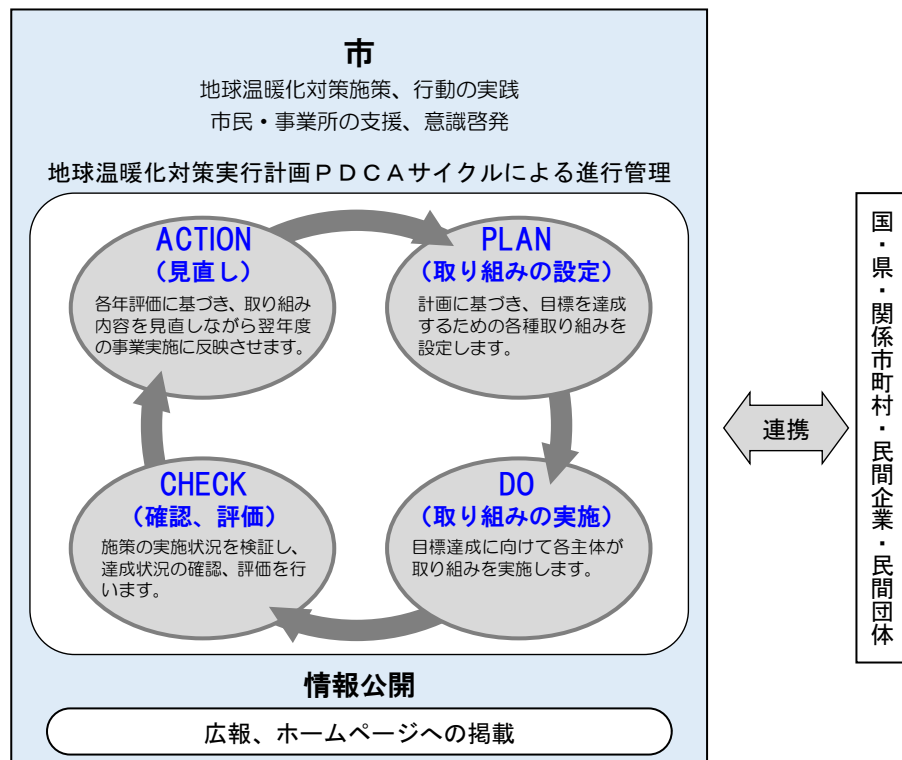 市
地球温暖化対策施策、行動の実践
市民・事業所の支援、意識啓発
地球温暖化対策実行計画ＰＤＣＡサイクルによる進行管理
ACTION
（見直し）
各年評価に基づき、取り組み
内容を見直しながら翌年度
の事業実施に反映させます。
PLAN
（取り組みの設定）
計画に基づき、目標を達成
するための各種取り組みを
設定します。
CHECK
（確認、評価）
施策の実施状況を検証し、
達成状況の確認、評価を行
います。
DO
（取り組みの実施）
目標達成に向けて各主体が
取り組みを実施します。
情報公開
広報、ホームページへの掲載
連携
国・県・関係市町村・民間企業・民間団体